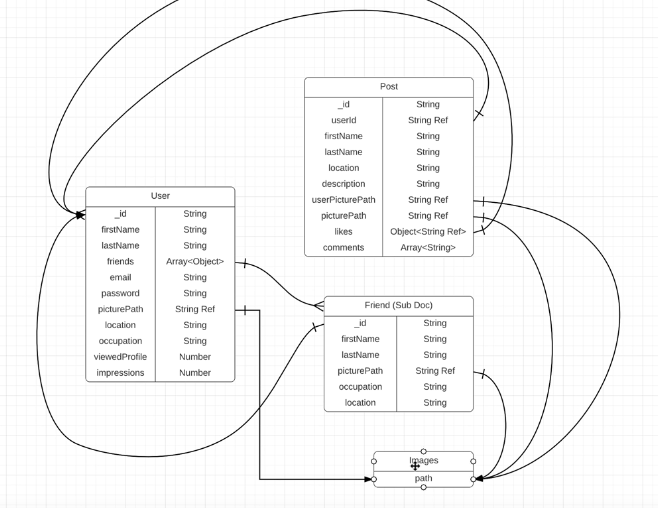 Post
_id String
userId String Ref
firstName String
lastName String
location String
description String
userPicturePath String Ref
picturePath String Ref
likes Object<String Ref>
comments Array<String>
User
_id String
firstName String
lastName String
friends Array<Object>
email String
password String
picturePath String Ref
location String
occupation String
viewedProfile Number
impressions Number
Friend (Sub Doc)
_id String
firstName String
lastName String
picturePath String Ref
occupation String
location String
Images
path